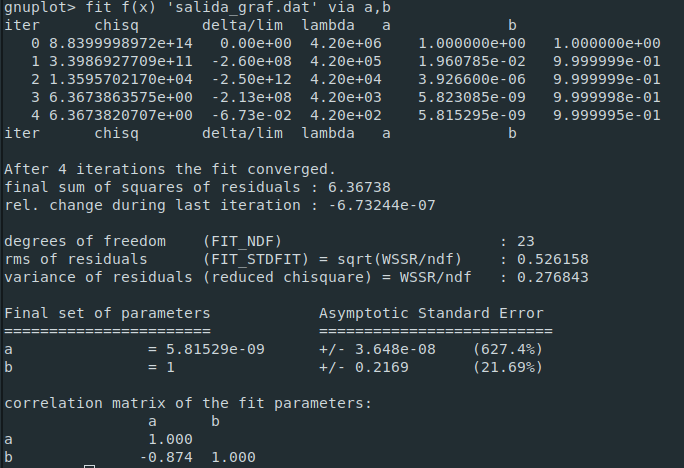 gnuplot> fit f(x) 'salida_graf.dat' via a,b
iter      chisq       delta/lim  lambda   a             b
   0 8.8399998972e+14   0.00e+00  4.20e+06    1.000000e+00   1.000000e+00
   1 3.3986927709e+11  -2.60e+08  4.20e+05    1.960785e-02   9.999999e-01
   2 1.3595702170e+04  -2.50e+12  4.20e+04    3.926600e-06   9.999999e-01
   3 6.3673863575e+00  -2.13e+08  4.20e+03    5.823085e-09   9.999998e-01
   4 6.3673820707e+00  -6.73e-02  4.20e+02    5.815295e-09   9.999995e-01
iter      chisq       delta/lim  lambda   a             b
After 4 iterations the fit converged.
final sum of squares of residuals : 6.36738
rel. change during last iteration : -6.73244e-07
degrees of freedom    (FIT_NDF)                        : 23
rms of residuals      (FIT_STDFIT) = sqrt(WSSR/ndf)    : 0.526158
variance of residuals (reduced chisquare) = WSSR/ndf   : 0.276843
Final set of parameters            Asymptotic Standard Error
=======================            ==========================
a               = 5.81529e-09      +/- 3.648e-08    (627.4%)
b               = 1                +/- 0.2169       (21.69%)
correlation matrix of the fit parameters:
                a      b
a               1.000
b              -0.874  1.000